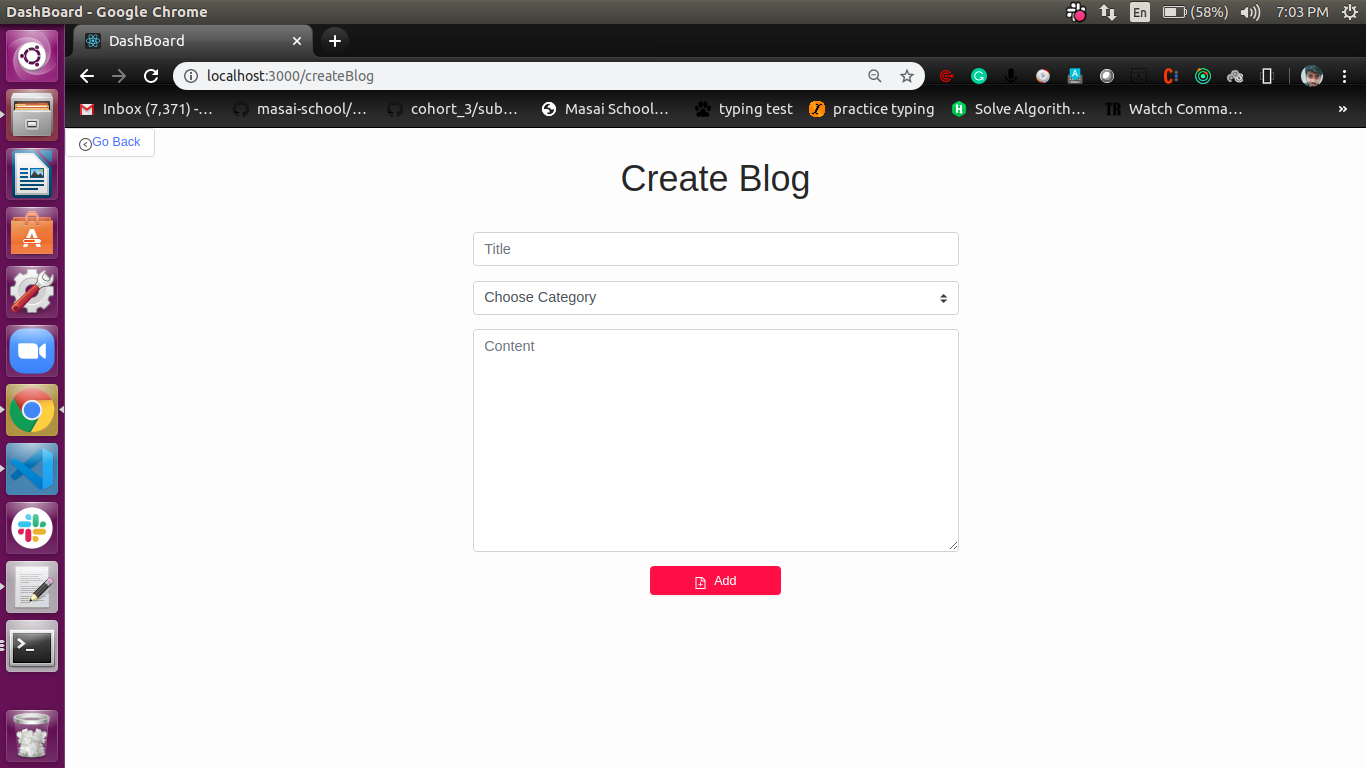 DashBoard - Google Chrome
En (58%) 7:03 PM
DashBoard
localhost:3000/createBlog
Inbox (7,371) -... masai-school/... cohort_3/sub... Masai School... typing test practice typing Solve Algorith... TR Watch Comma... »
Go Back
Create Blog
Title
Choose Category
Content
Add